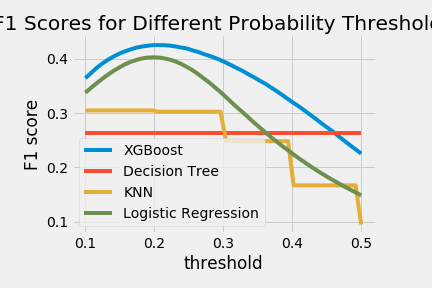 F1 Scores for Different Probability Threshold
0.4
0.3
0.2
0.1
F1 score
XGBoost
Decision Tree
KNN
Logistic Regression
0.1 0.2 0.3 0.4 0.5
threshold